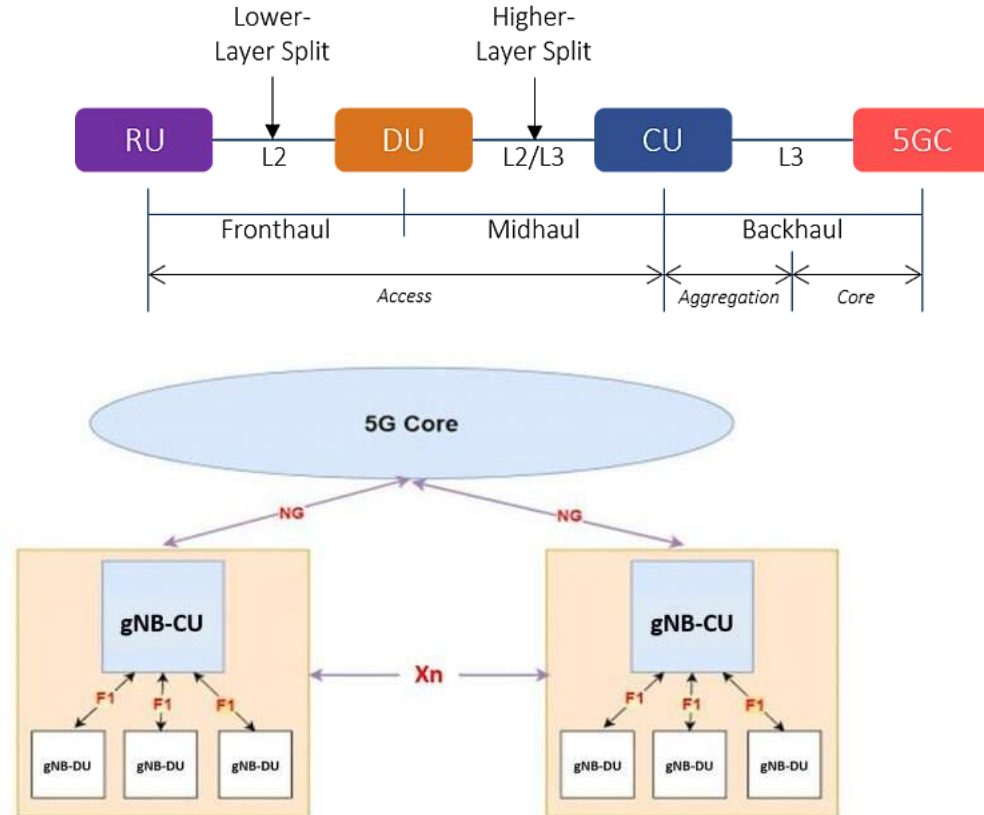 Lower-
Layer Split
Higher-
Layer Split
RU
L2
DU
L2/L3
CU
L3
5GC
Fronthaul
Midhaul
Backhaul
Access
Aggregation
Core
5G Core
NG
NG
gNB-CU
gNB-CU
Xn
F1
F1
F1
F1
F1
F1
gNB-DU
gNB-DU
gNB-DU
gNB-DU
gNB-DU
gNB-DU